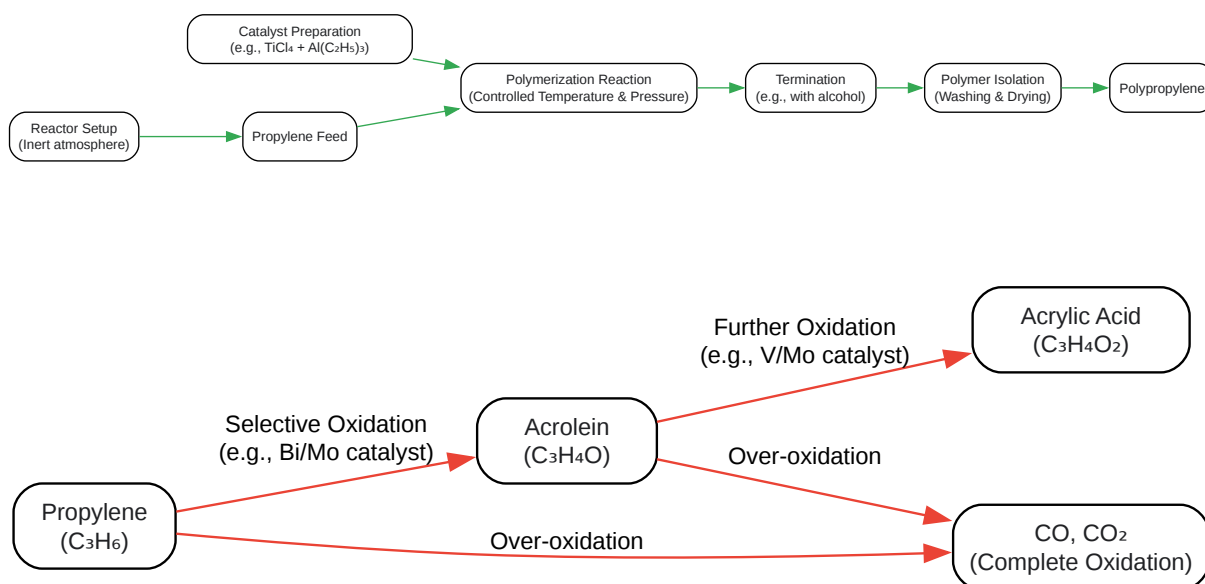 Catalyst Preparation
(e.g., TiCl₄ + Al(C₂H₅)₃)
Reactor Setup
(Inert atmosphere)
Propylene Feed
Polymerization Reaction
(Controlled Temperature & Pressure)
Termination
(e.g., with alcohol)
Polymer Isolation
(Washing & Drying)
Polypropylene
Propylene
(C₃H₆)
Selective Oxidation
(e.g., Bi/Mo catalyst)
Acrolein
(C₃H₄O)
Further Oxidation
(e.g., V/Mo catalyst)
Acrylic Acid
(C₃H₄O₂)
Over-oxidation
Over-oxidation
CO, CO₂
(Complete Oxidation)